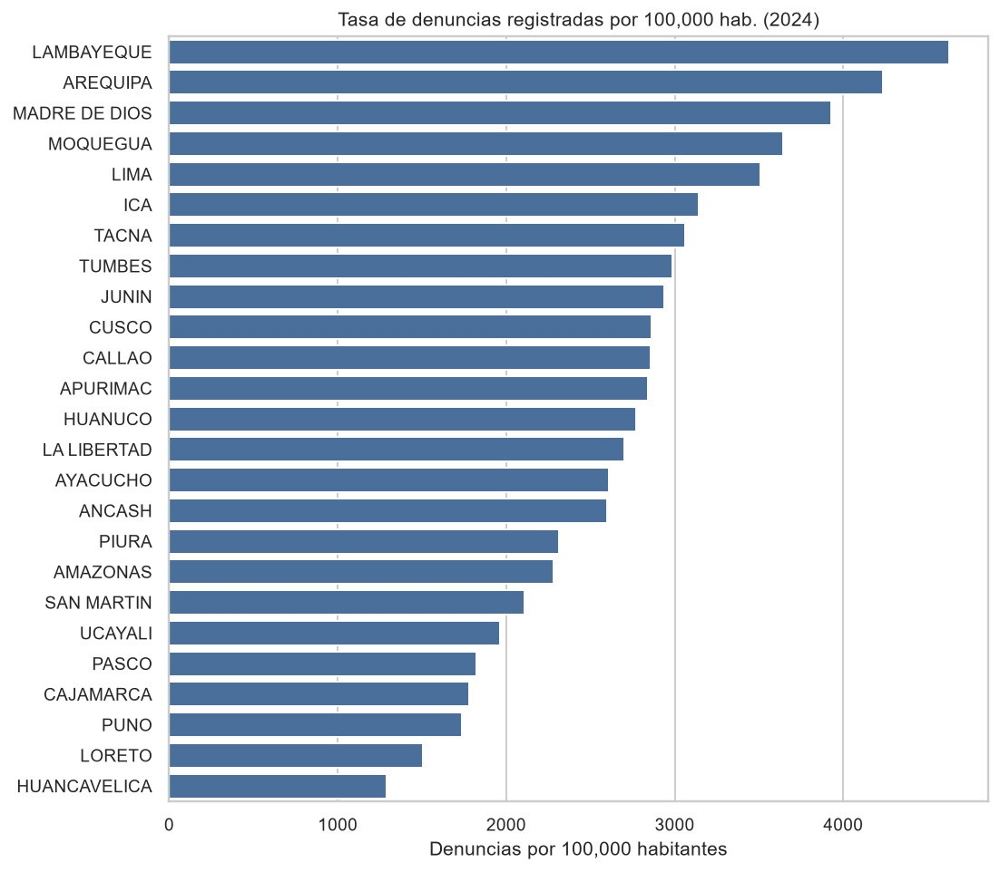 Tasa de denuncias registradas por 100,000 hab. (2024)
LAMBAYEQUE
AREQUIPA
MADRE DE DIOS
MOQUEGUA
LIMA
ICA
TACNA
TUMBES
JUNIN
CUSCO
CALLAO
APURIMAC
HUANUCO
LA LIBERTAD
AYACUCHO
ANCASH
PIURA
AMAZONAS
SAN MARTIN
UCAYALI
PASCO
CAJAMARCA
PUNO
LORETO
HUANCAVELICA
0 1000 2000 3000 4000
Denuncias por 100,000 habitantes